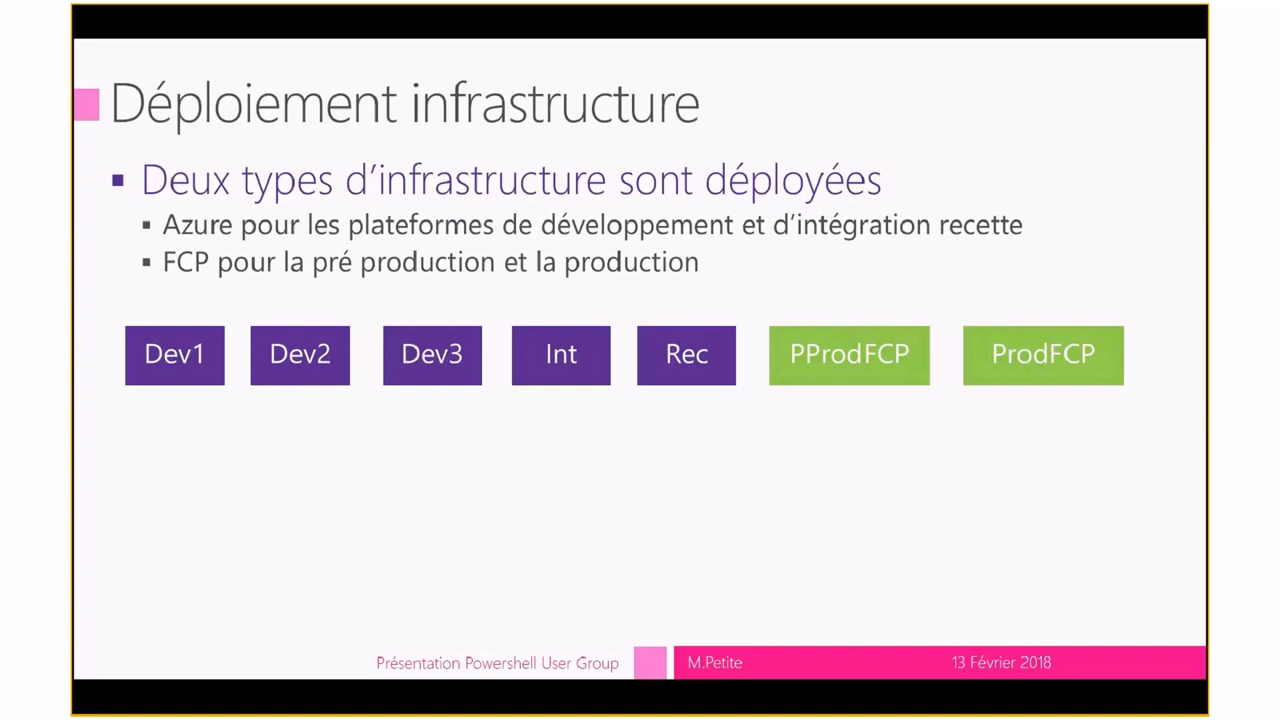 Déploiement infrastructure
Deux types d'infrastructure sont déployées
Azure pour les plateformes de développement et d'intégration recette
FCP pour la pré production et la production
Dev1 Dev2 Dev3 Int Rec PProdFCP ProdFCP
Présentation Powershell User Group M.Petite 13 Février 2018